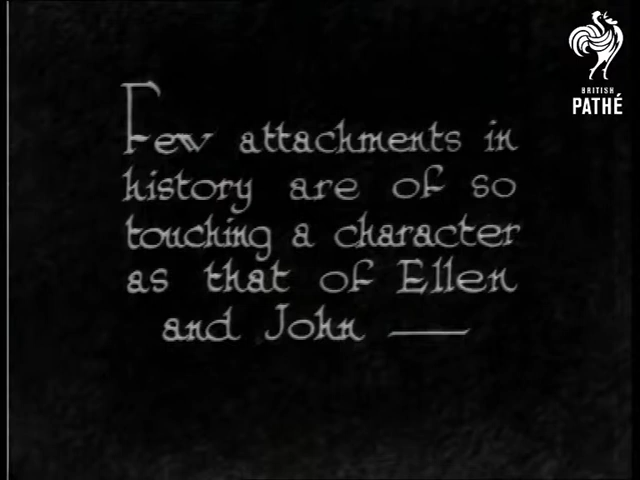 BRITISH
PATHÉ
Few attachments in
history are of so
touching a character
as that of Ellen
and John —